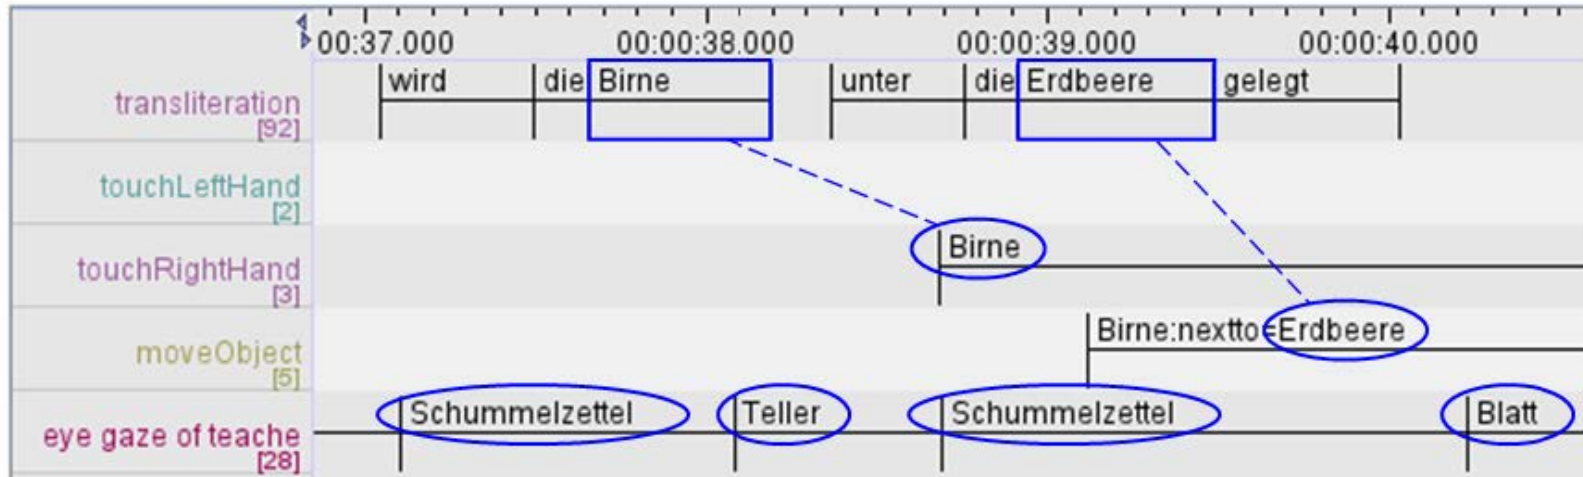 00:37.000 00:00:38.000 00:00:39.000 00:00:40.000
transliteration wird die Birne unter die Erdbeere gelegt
[92]
touchLeftHand
[2]
touchRightHand Birne
[3]
moveObject Birne:nextto=Erdbeere
[5]
eye gaze of teache Schummelzettel Teller Schummelzettel Blatt
[28]